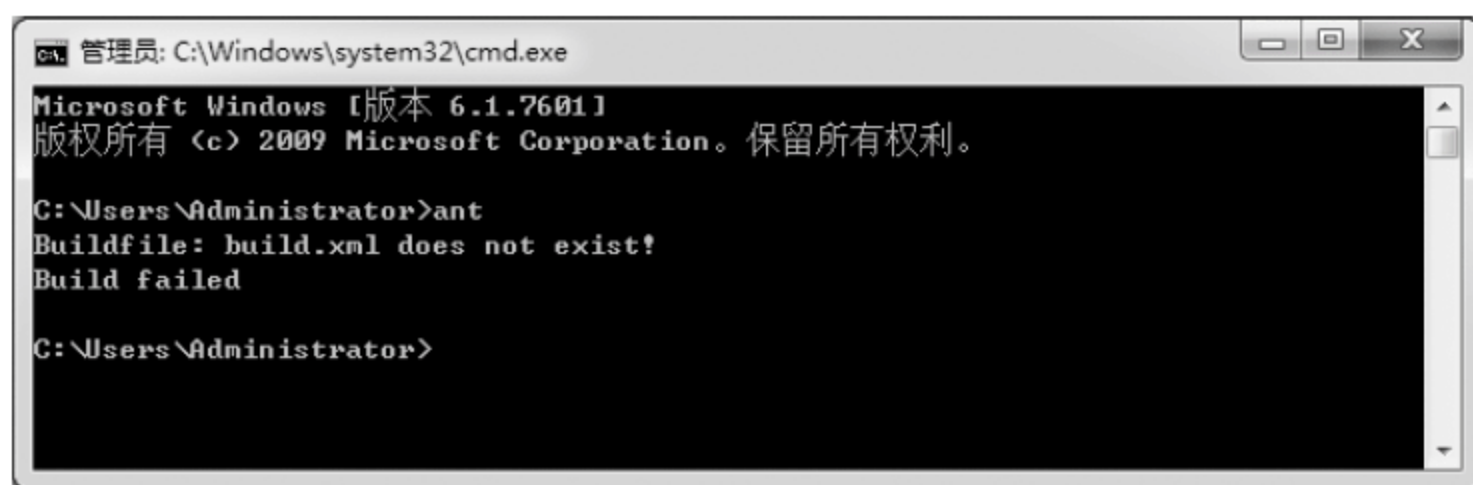 管理员: C:\Windows\system32\cmd.exe
Microsoft Windows [版本 6.1.7601]
版权所有 (c) 2009 Microsoft Corporation。保留所有权利。
C:\Users\Administrator>ant
Buildfile: build.xml does not exist!
Build failed
C:\Users\Administrator>